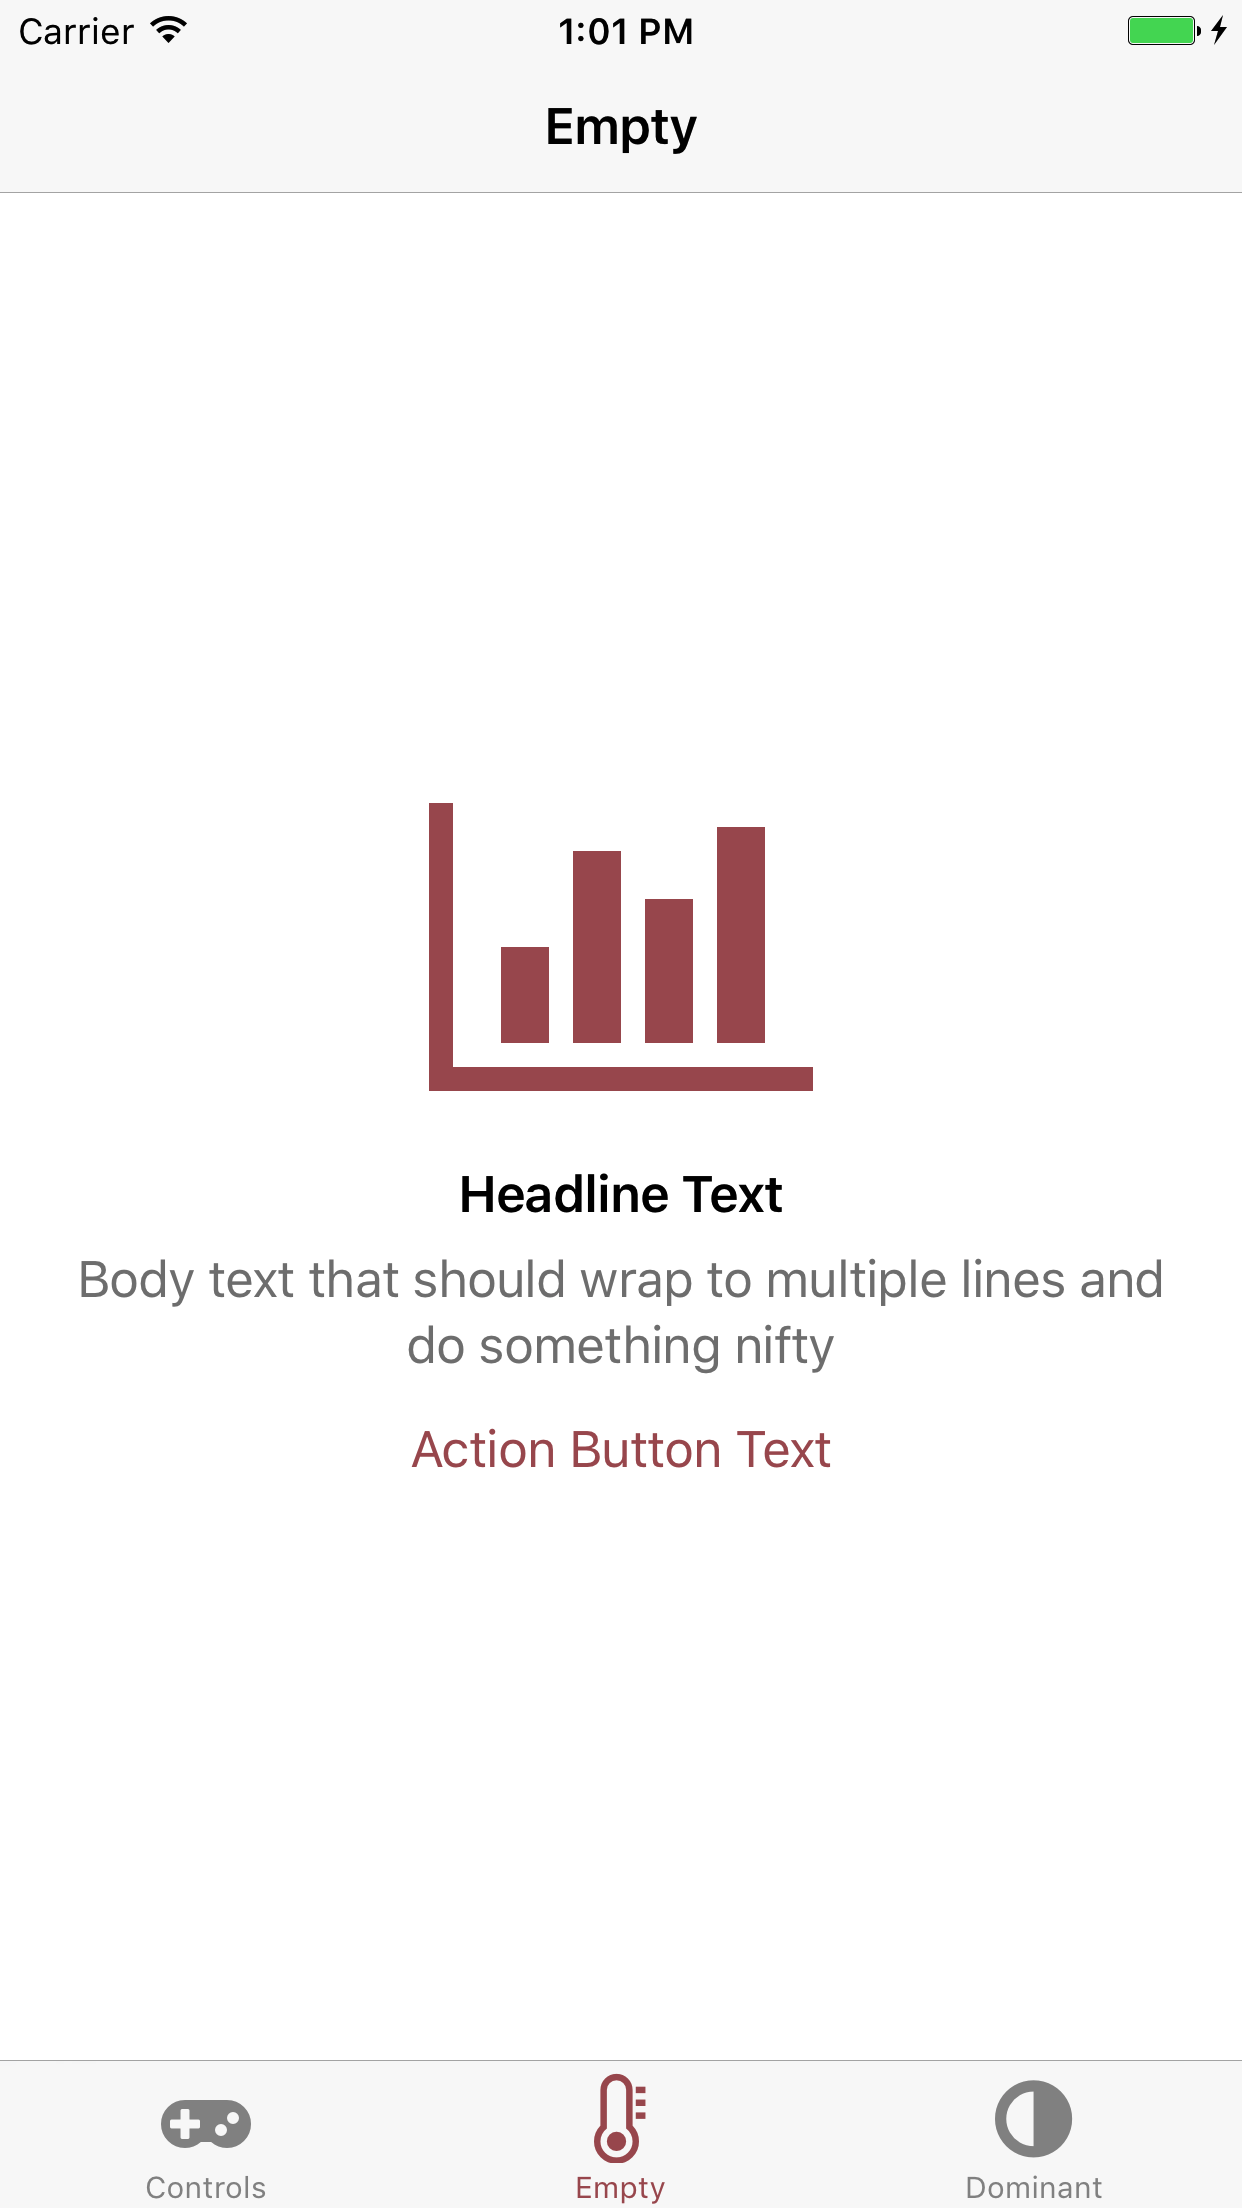 Carrier 1:01 PM
Empty
Headline Text
Body text that should wrap to multiple lines and
do something nifty
Action Button Text
Controls Empty Dominant